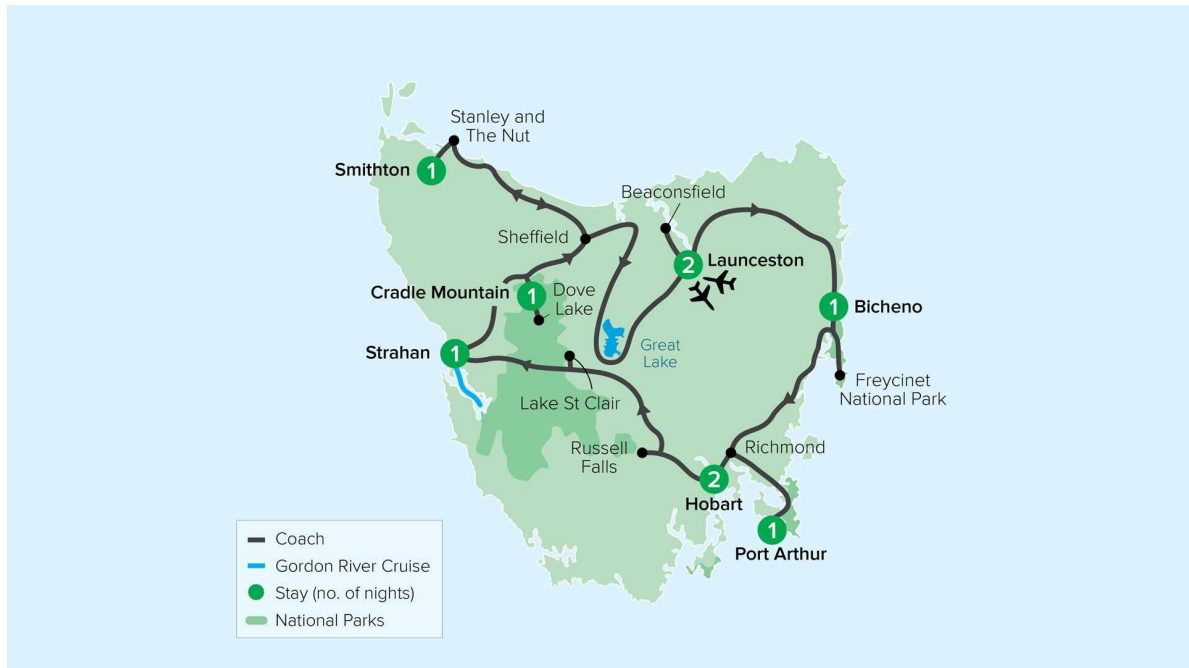 Stanley and
The Nut
Smithton
1
Beaconsfield
Sheffield
2
Launceston
Cradle Mountain
1
Dove
Lake
1
Bicheno
Strahan
1
Great
Lake
Freycinet
National Park
Lake St Clair
Russell
Falls
Richmond
2
Hobart
1
Port Arthur
Coach
Gordon River Cruise
Stay (no. of nights)
National Parks